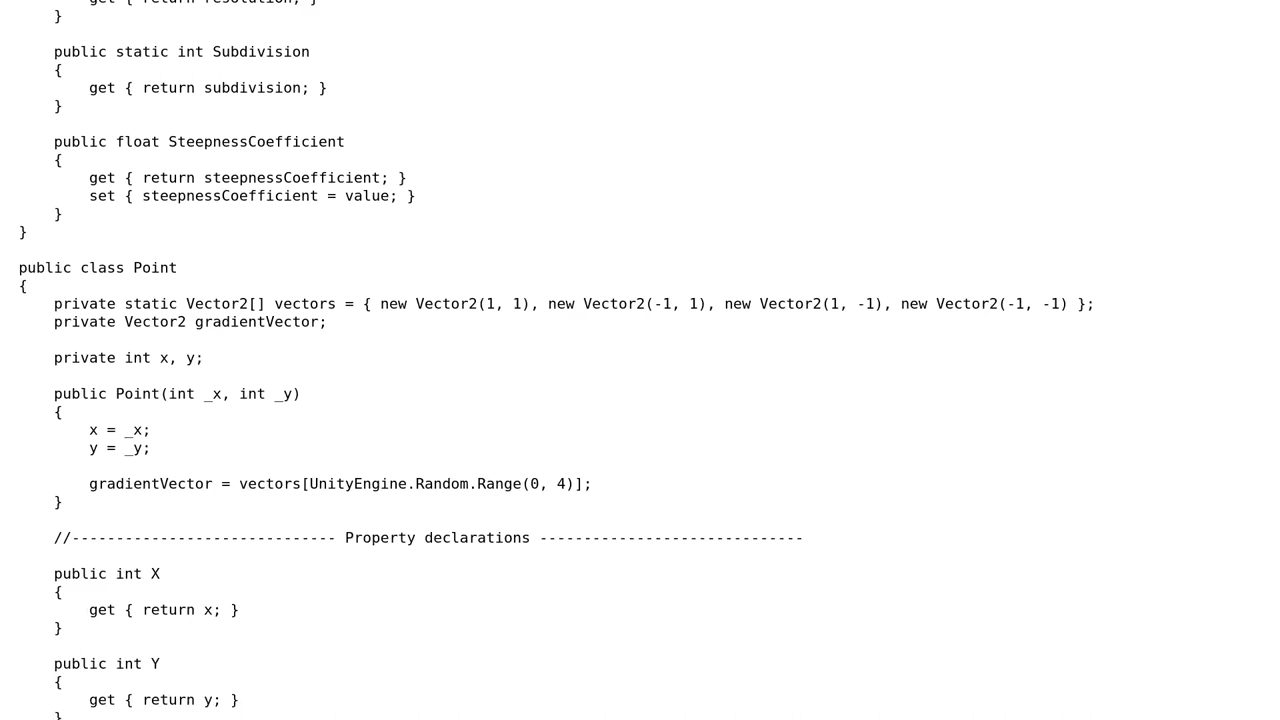 get { return resolution; }
}
public static int Subdivision
{
get { return subdivision; }
}
public float SteepnessCoefficient
{
get { return steepnessCoefficient; }
set { steepnessCoefficient = value; }
}
}
public class Point
{
private static Vector2[] vectors = { new Vector2(1, 1), new Vector2(-1, 1), new Vector2(1, -1), new Vector2(-1, -1) };
private Vector2 gradientVector;
private int x, y;
public Point(int _x, int _y)
{
x = _x;
y = _y;
gradientVector = vectors[UnityEngine.Random.Range(0, 4)];
}
//------------------------------ Property declarations ------------------------------
public int X
{
get { return x; }
}
public int Y
{
get { return y; }
}